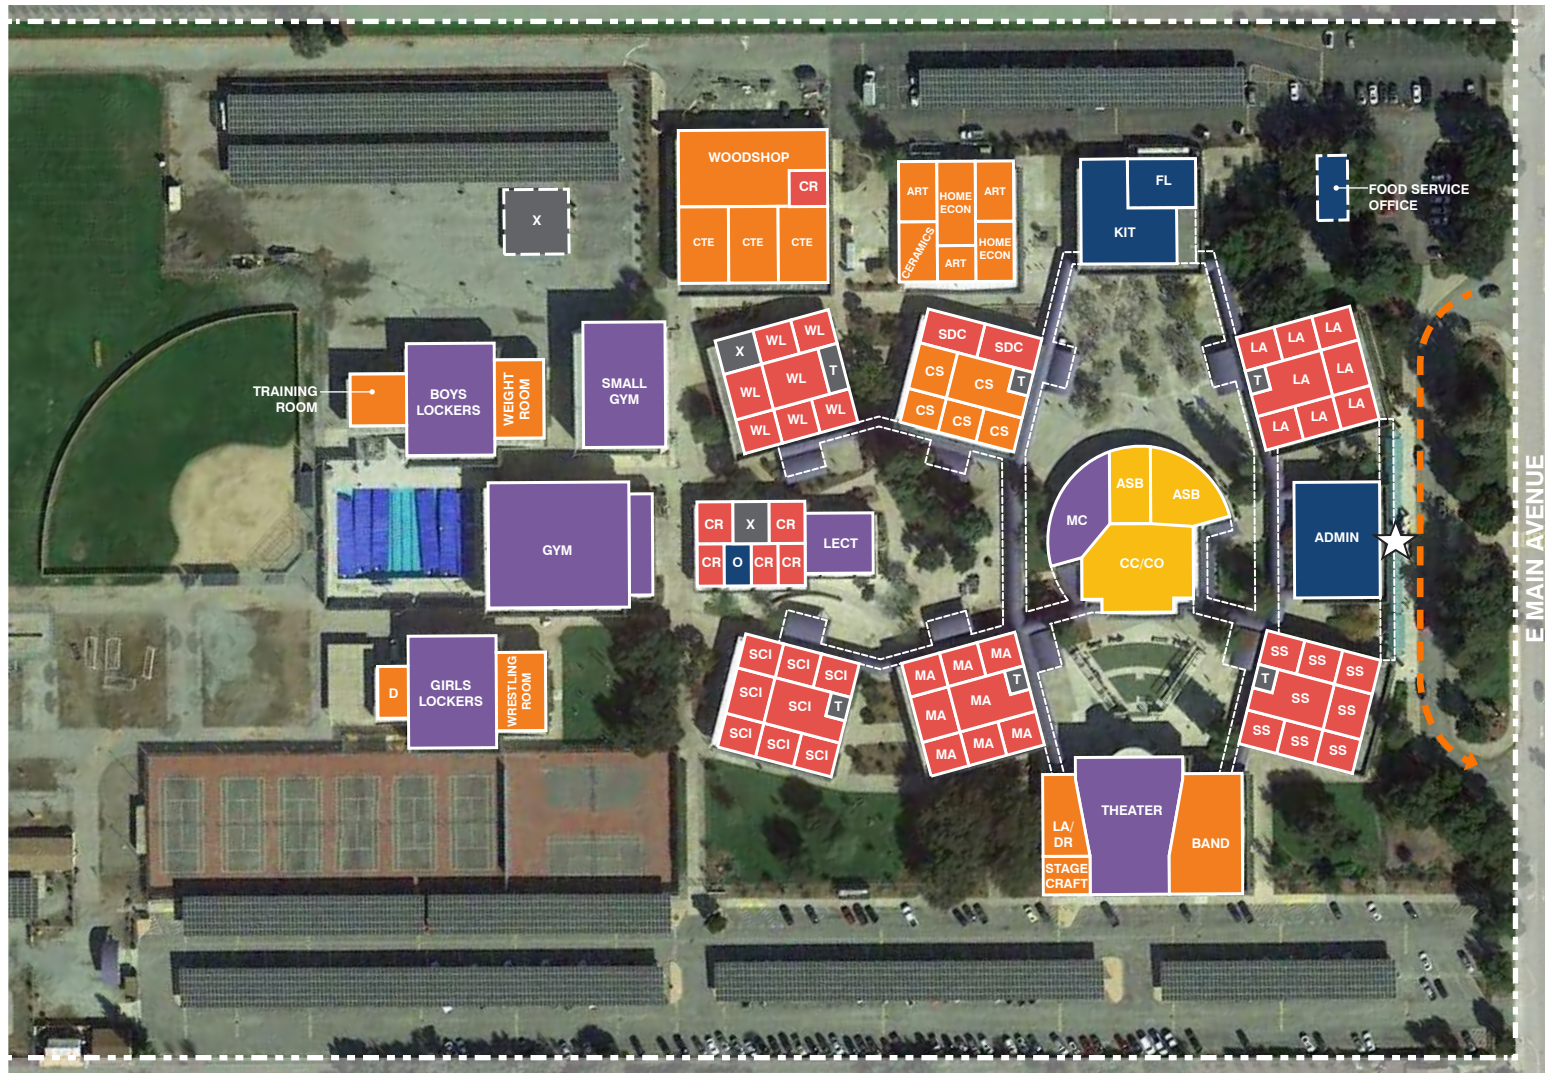 WOODSHOP
CR
CTE
CTE
CTE
ART
HOME
ECON
ART
CERAMICS
ART
HOME
ECON
FL
KIT
FOOD SERVICE
OFFICE
X
TRAINING
ROOM
BOYS
LOCKERS
WEIGHT
ROOM
SMALL
GYM
X
WL
WL
WL
WL
T
WL
WL
WL
SDC
SDC
CS
CS
T
CS
CS
CS
LA
LA
LA
T
LA
LA
LA
LA
LA
GYM
CR
X
CR
CR
O
CR
CR
LECT
MC
ASB
ASB
CC/CO
ADMIN
E MAIN AVENUE
D
GIRLS
LOCKERS
WRESTLING
ROOM
SCI
SCI
SCI
SCI
SCI
T
SCI
SCI
SCI
MA
MA
MA
MA
MA
T
MA
MA
MA
SS
SS
SS
T
SS
SS
SS
SS
SS
LA/
DR
STAGE
CRAFT
THEATER
BAND